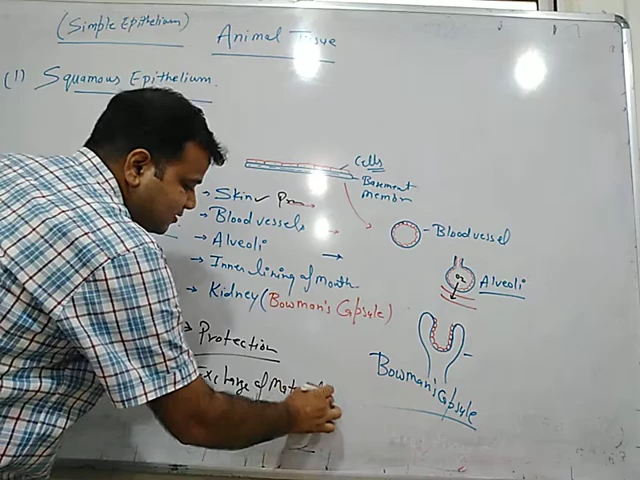 (Simple Epithelium)
Animal Tissue
(1) Squamous Epithelium.
Cells
Basement
membrn
→ Skin
→ Blood vessels →
- Blood vessel
→ Alveoli →
Alveoli
→ Inner lining of Mouth
→ Kidney (Bowman's Capsule)
Bowman's Capsule
→ Protection
Exchange of